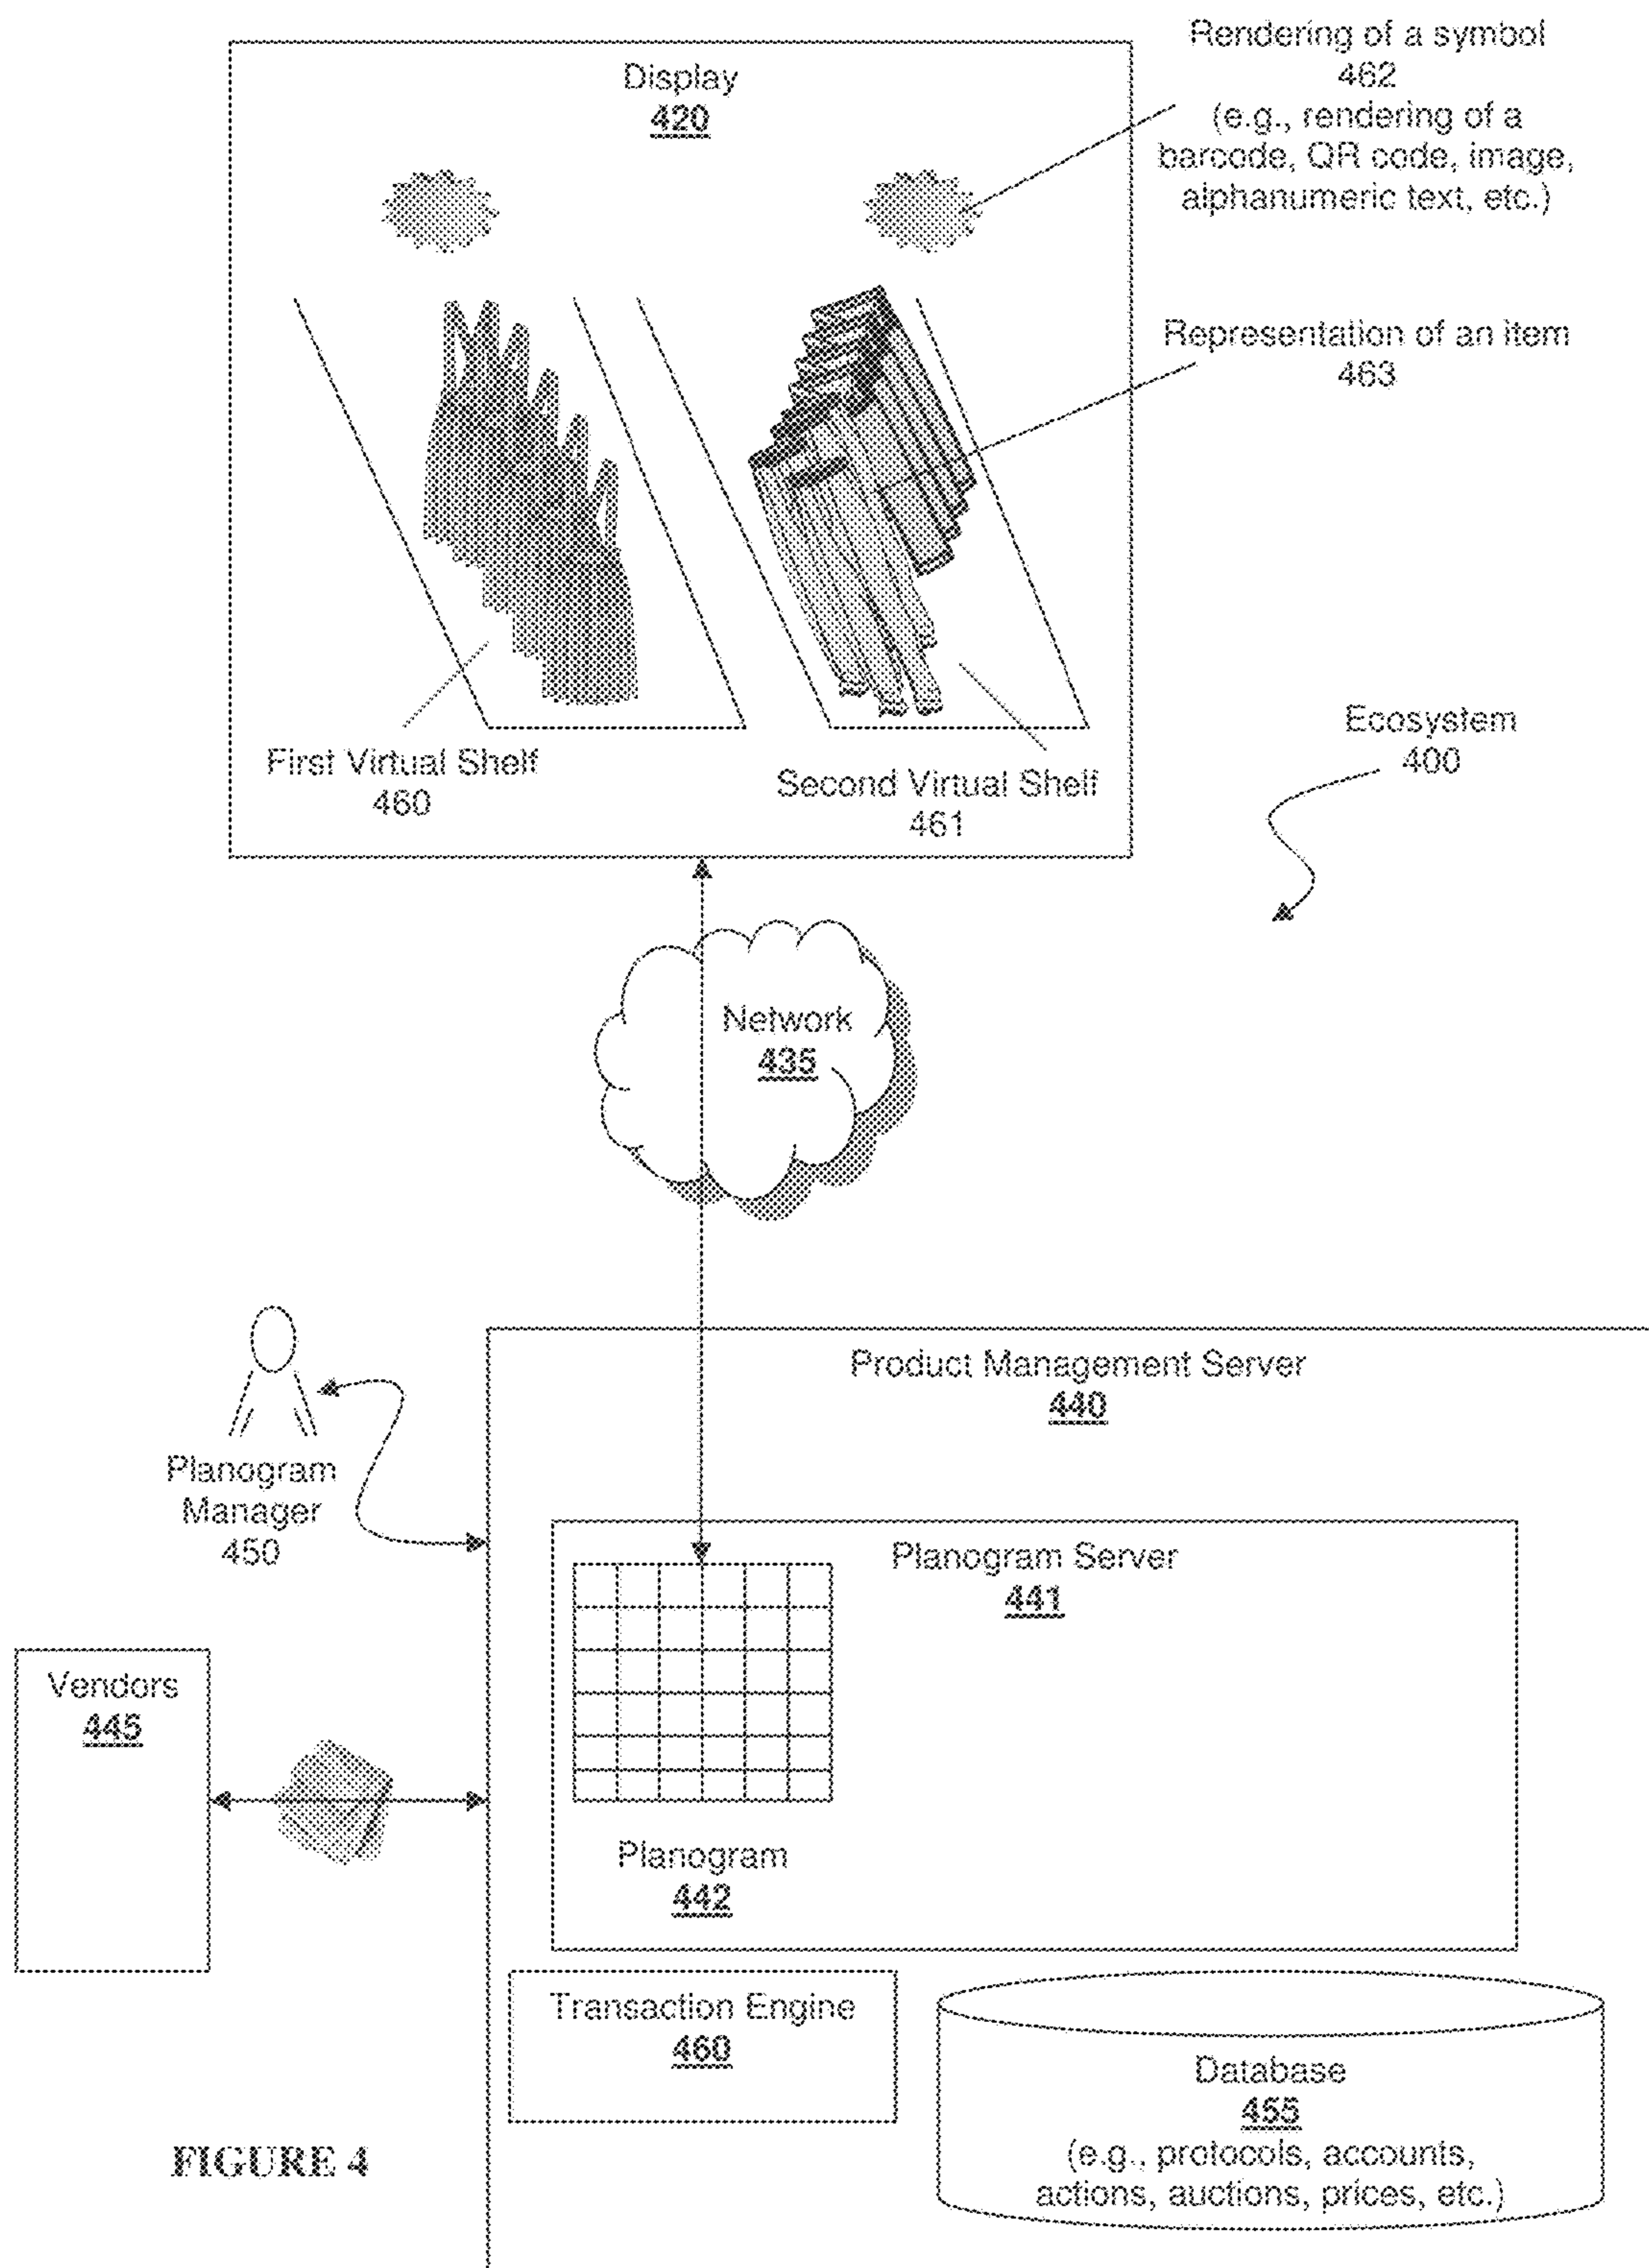 Rendering of a symbol
462
(e.g., rendering of a
barcode, QR code, image,
alphanumeric text, etc.)
Display
420
Representation of an item
463
First Virtual Shelf
460
Second Virtual Shelf
461
Ecosystem
400
Network
435
Product Management Server
440
Planogram
Manager
450
Planogram Server
441
Vendors
445
Planogram
442
Transaction Engine
460
Database
455
(e.g., protocols, accounts,
actions, auctions, prices, etc.)
FIGURE 4